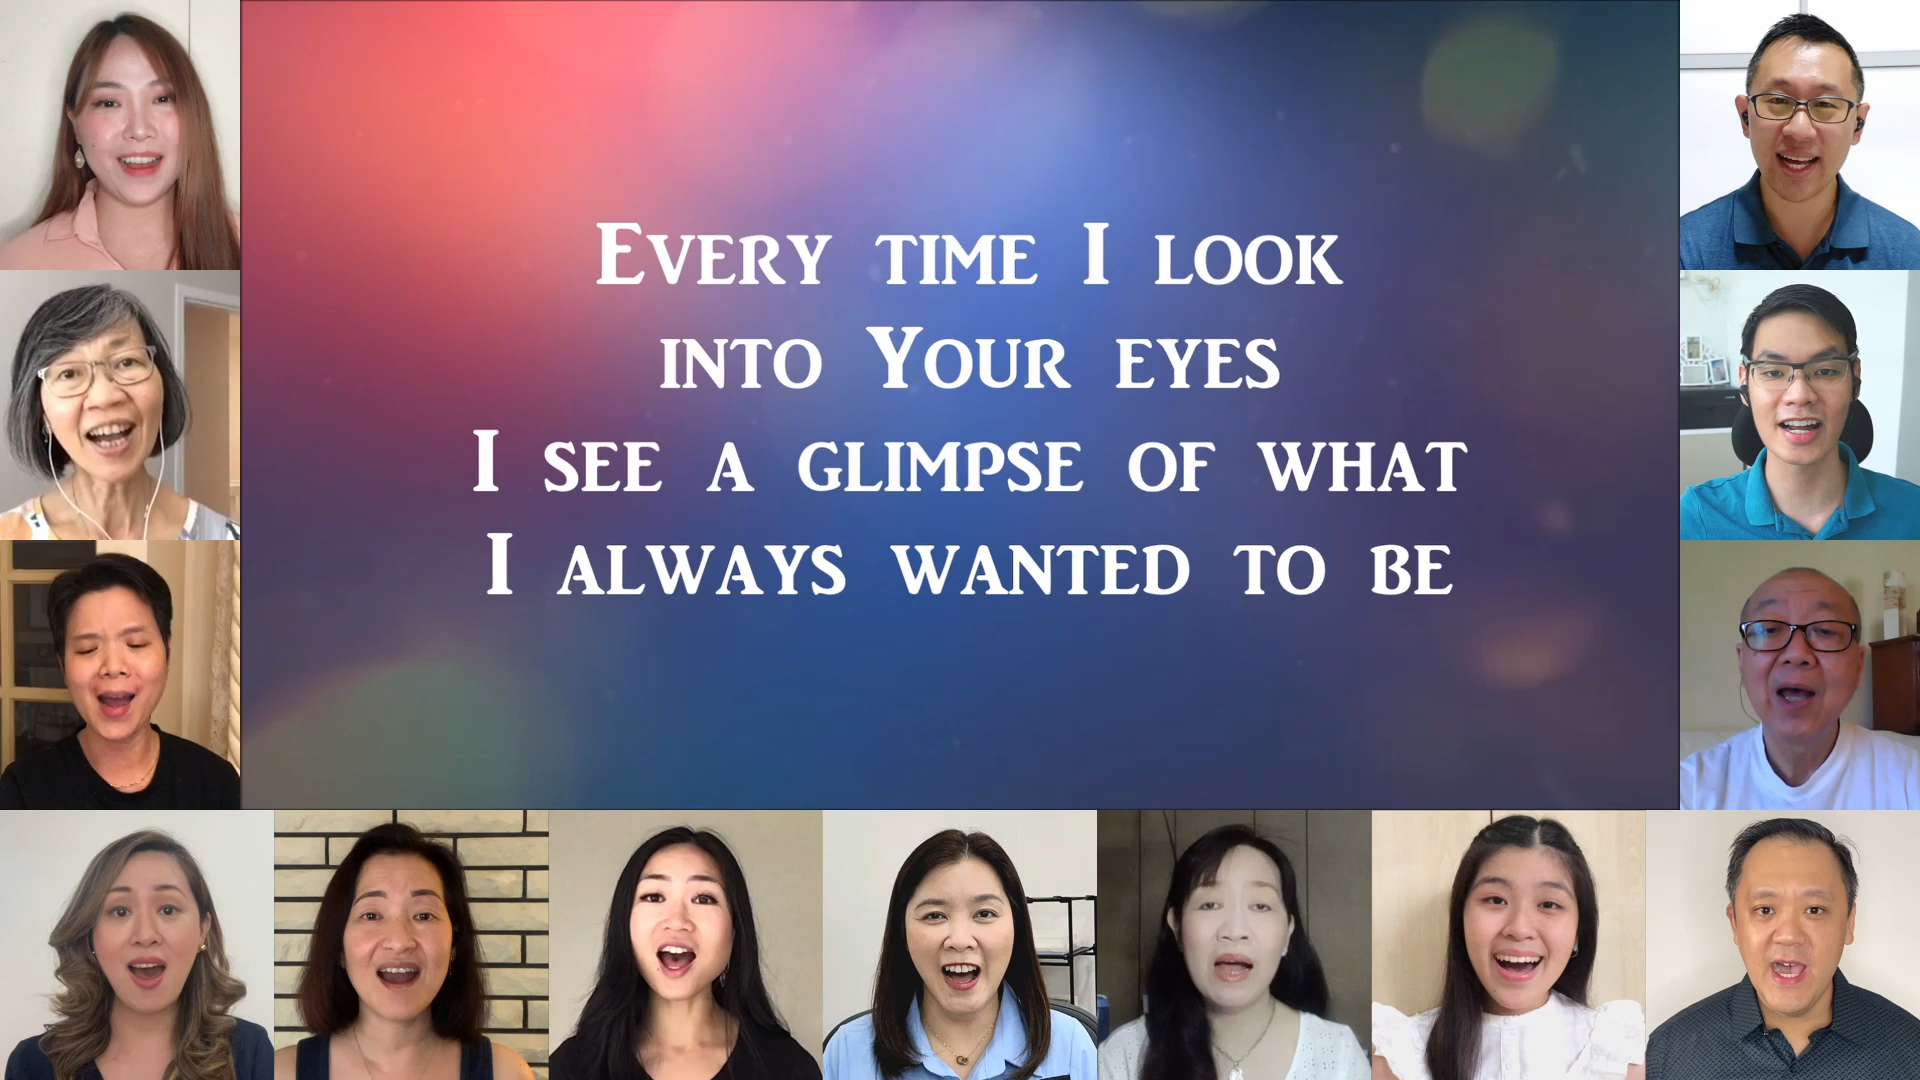 Every time I look
into Your eyes
I see a glimpse of what
I always wanted to be